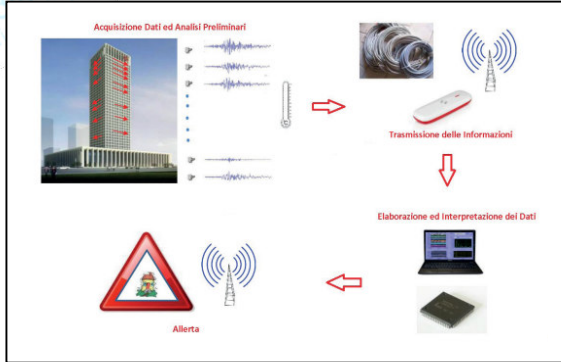 Acquisizione Dati ed Analisi Preliminari
Trasmissione delle Informazioni
Elaborazione ed Interpretazione dei Dati
Allerta